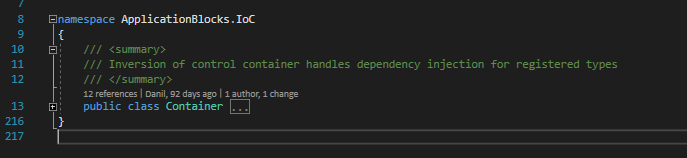 7
8 namespace ApplicationBlocks.IoC
9 {
10 /// <summary>
11 /// Inversion of control container handles dependency injection for registered types
12 /// </summary>
12 references | Danil, 92 days ago | 1 author, 1 change
13 public class Container ...
216 }
217